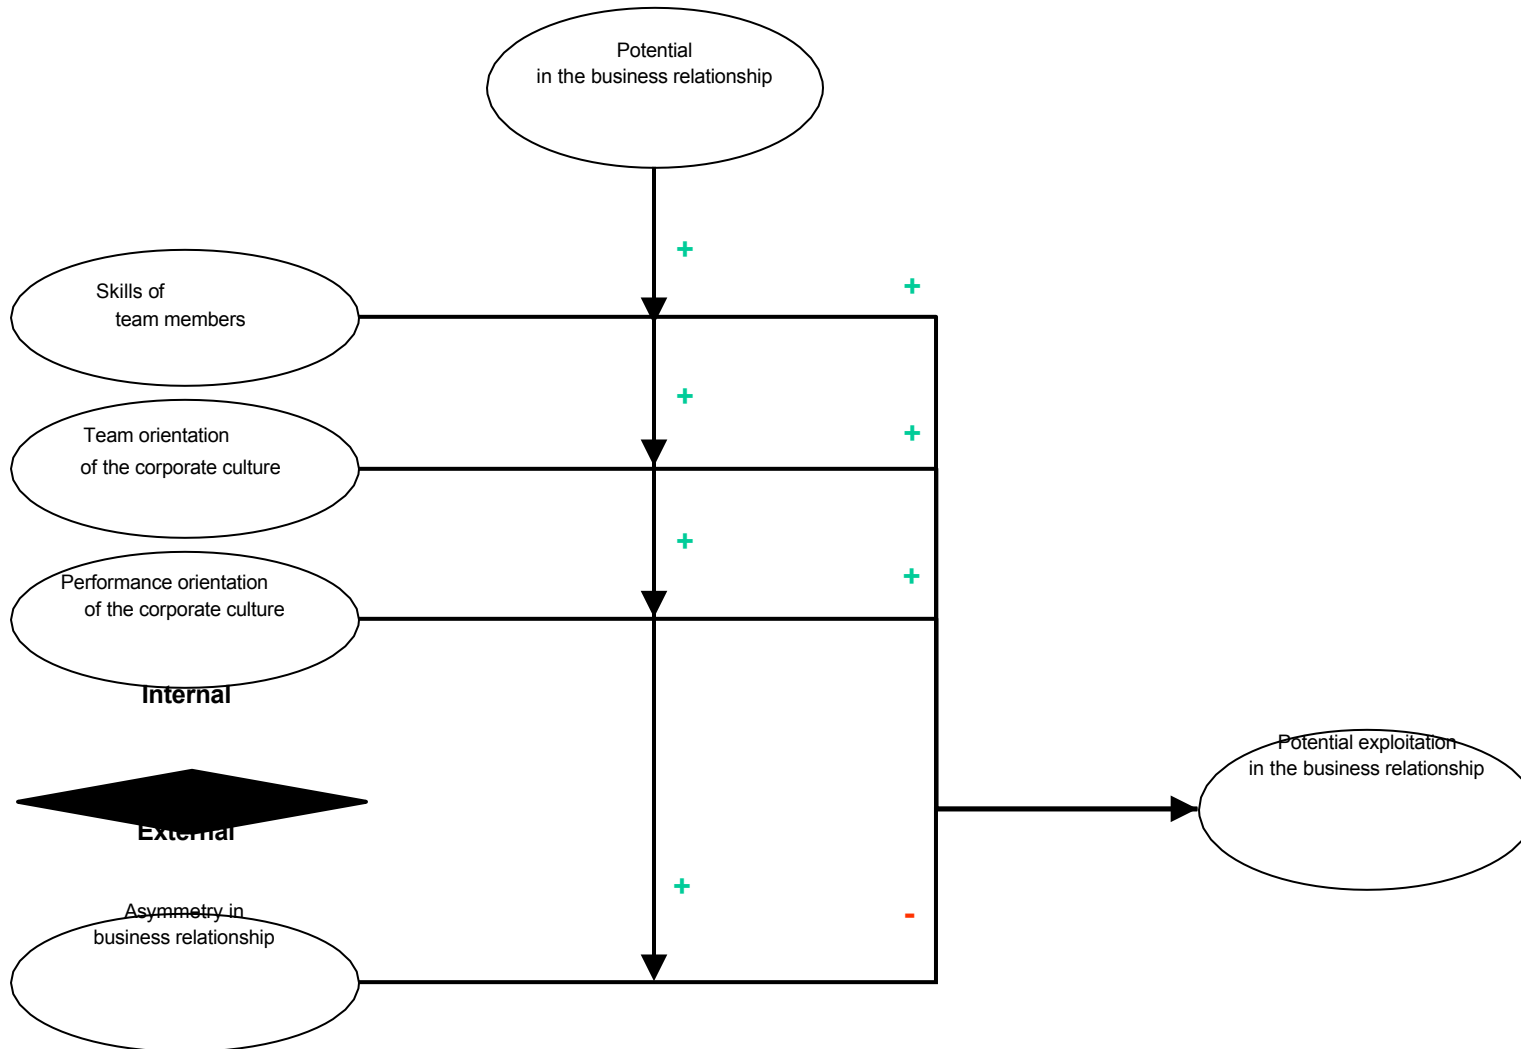 Potential
in the business relationship
+
+
Skills of
team members
+
+
Team orientation
of the corporate culture
+
+
Performance orientation
of the corporate culture
Internal
Potential exploitation
in the business relationship
External
+
-
Asymmetry in
business relationship